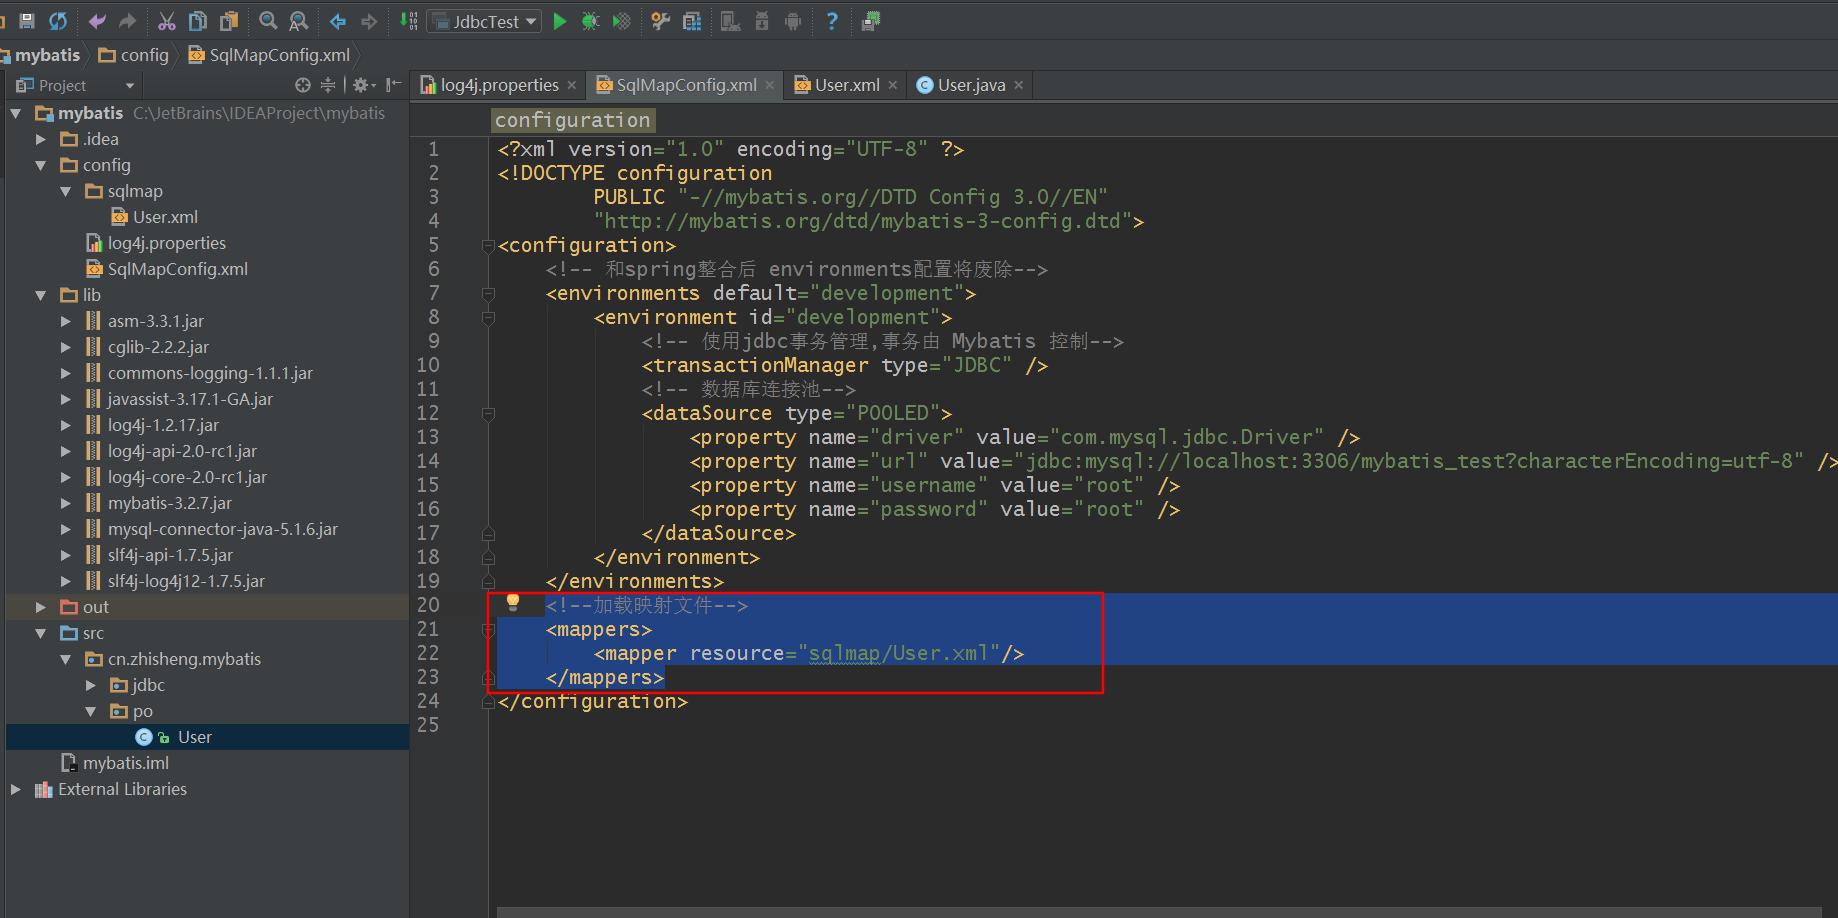 JdbcTest
mybatis config SqlMapConfig.xml
Project
log4j.properties SqlMapConfig.xml User.xml User.java
mybatis C:\JetBrains\IDEAProject\mybatis
.idea
config
sqlmap
User.xml
log4j.properties
SqlMapConfig.xml
lib
asm-3.3.1.jar
cglib-2.2.2.jar
commons-logging-1.1.1.jar
javassist-3.17.1-GA.jar
log4j-1.2.17.jar
log4j-api-2.0-rc1.jar
log4j-core-2.0-rc1.jar
mybatis-3.2.7.jar
mysql-connector-java-5.1.6.jar
slf4j-api-1.7.5.jar
slf4j-log4j12-1.7.5.jar
out
src
cn.zhisheng.mybatis
jdbc
po
User
mybatis.iml
External Libraries
configuration
1 <?xml version="1.0" encoding="UTF-8" ?>
2 <!DOCTYPE configuration
3 PUBLIC "-//mybatis.org//DTD Config 3.0//EN"
4 "http://mybatis.org/dtd/mybatis-3-config.dtd">
5 <configuration>
6 <!-- 和spring整合后 environments配置将废除-->
7 <environments default="development">
8 <environment id="development">
9 <!-- 使用jdbc事务管理,事务由 Mybatis 控制-->
10 <transactionManager type="JDBC" />
11 <!-- 数据库连接池-->
12 <dataSource type="POOLED">
13 <property name="driver" value="com.mysql.jdbc.Driver" />
14 <property name="url" value="jdbc:mysql://localhost:3306/mybatis_test?characterEncoding=utf-8" />
15 <property name="username" value="root" />
16 <property name="password" value="root" />
17 </dataSource>
18 </environment>
19 </environments>
20 <!--加载映射文件-->
21 <mappers>
22 <mapper resource="sqlmap/User.xml"/>
23 </mappers>
24 </configuration>
25